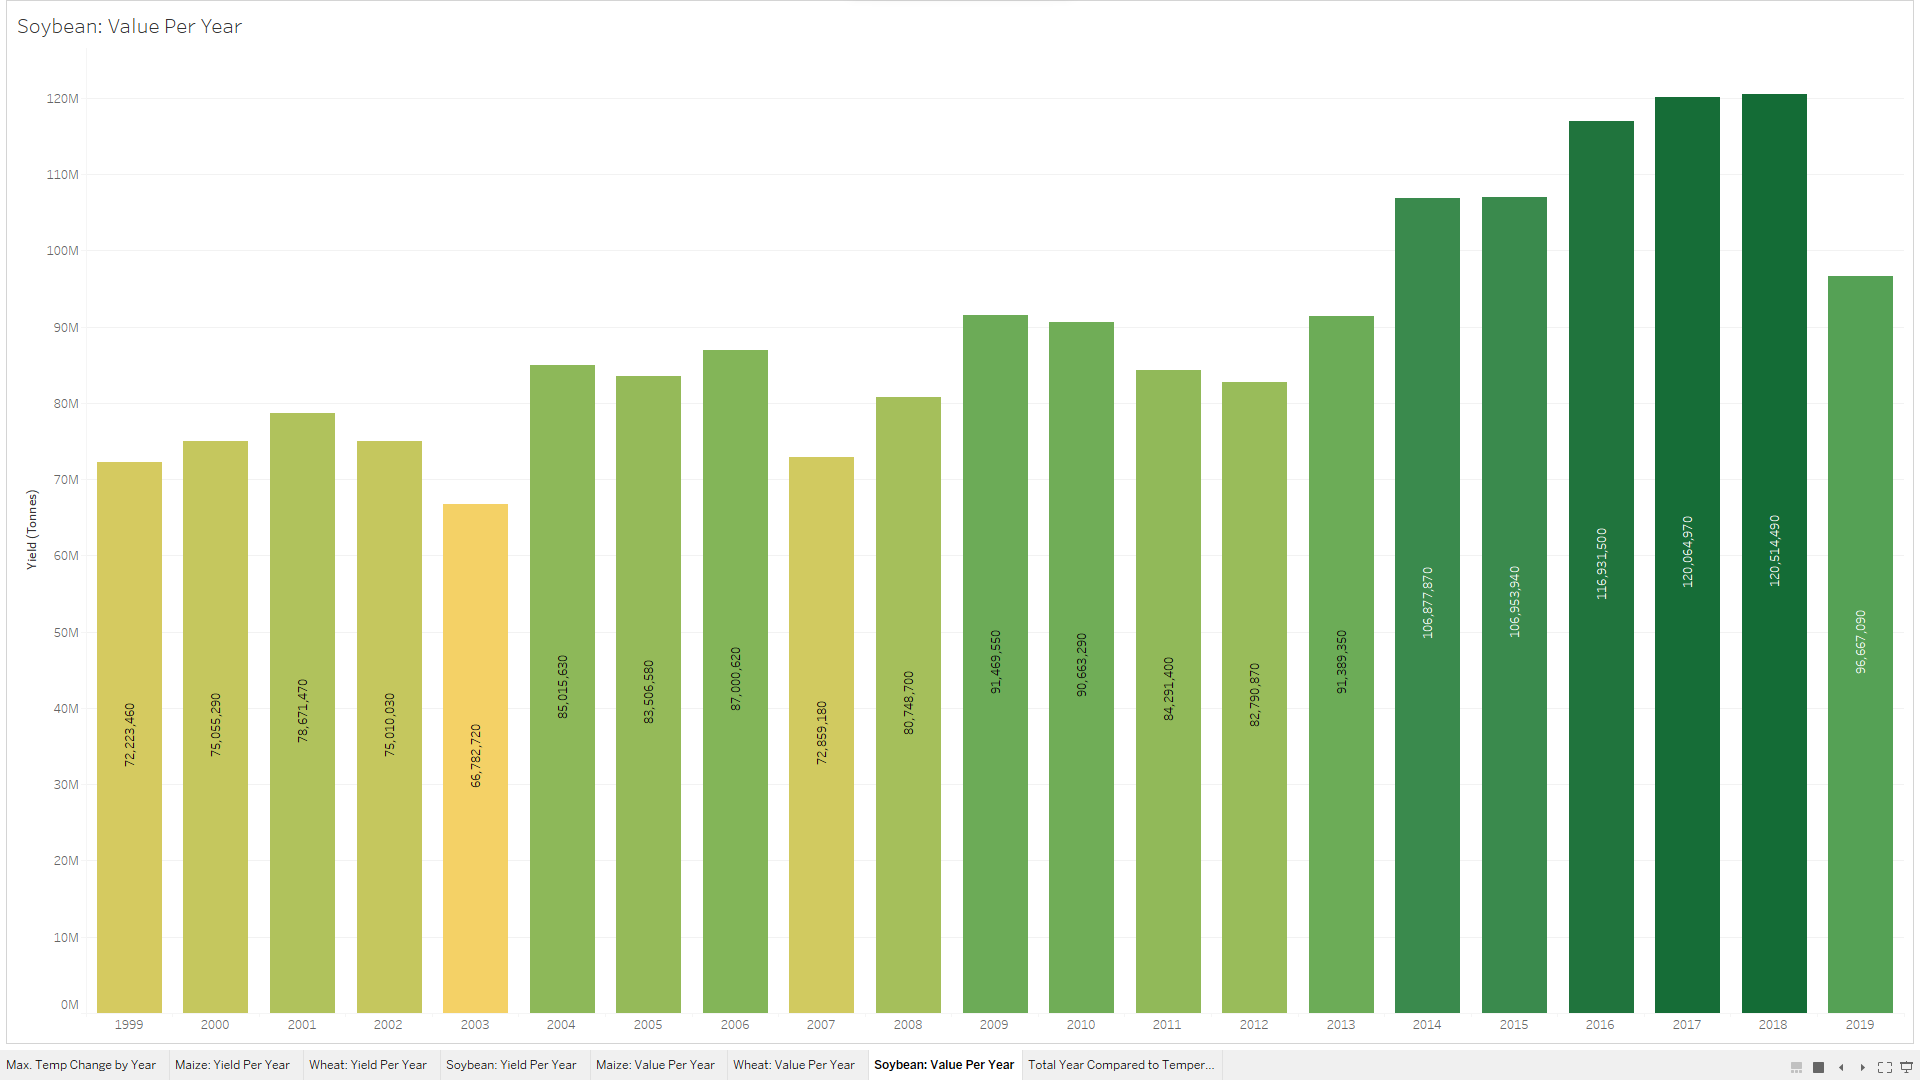 Soybean: Value Per Year
Yield (Tonnes)
120M
110M
100M
90M
80M
70M
60M
50M
40M
30M
20M
10M
0M
72,223,460
75,055,290
78,671,470
75,010,030
66,782,720
85,015,630
83,506,580
87,000,620
72,859,180
80,748,700
91,469,550
90,663,290
84,291,400
82,790,870
91,389,350
106,877,870
106,953,940
116,931,500
120,064,970
120,514,490
96,667,090
1999 2000 2001 2002 2003 2004 2005 2006 2007 2008 2009 2010 2011 2012 2013 2014 2015 2016 2017 2018 2019
Max. Temp Change by Year Maize: Yield Per Year Wheat: Yield Per Year Soybean: Yield Per Year Maize: Value Per Year Wheat: Value Per Year Soybean: Value Per Year Total Year Compared to Temper...